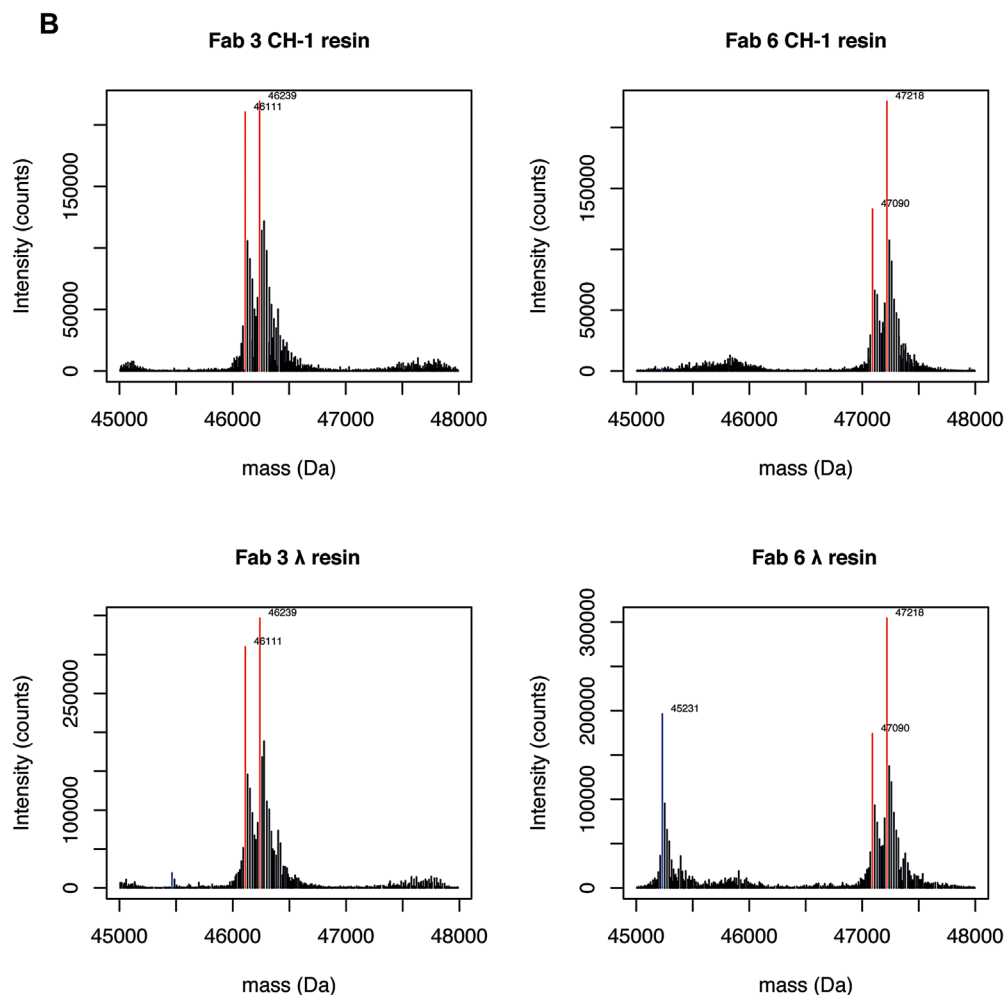 B
Fab 3 CH-1 resin
46239
46111
Intensity (counts)
150000
50000
0
45000 46000 47000 48000
mass (Da)
Fab 6 CH-1 resin
47218
47090
Intensity (counts)
150000
50000
0
45000 46000 47000 48000
mass (Da)
Fab 3 λ resin
46239
46111
Intensity (counts)
250000
100000
0
45000 46000 47000 48000
mass (Da)
Fab 6 λ resin
47218
45231
47090
Intensity (counts)
300000
200000
100000
0
45000 46000 47000 48000
mass (Da)